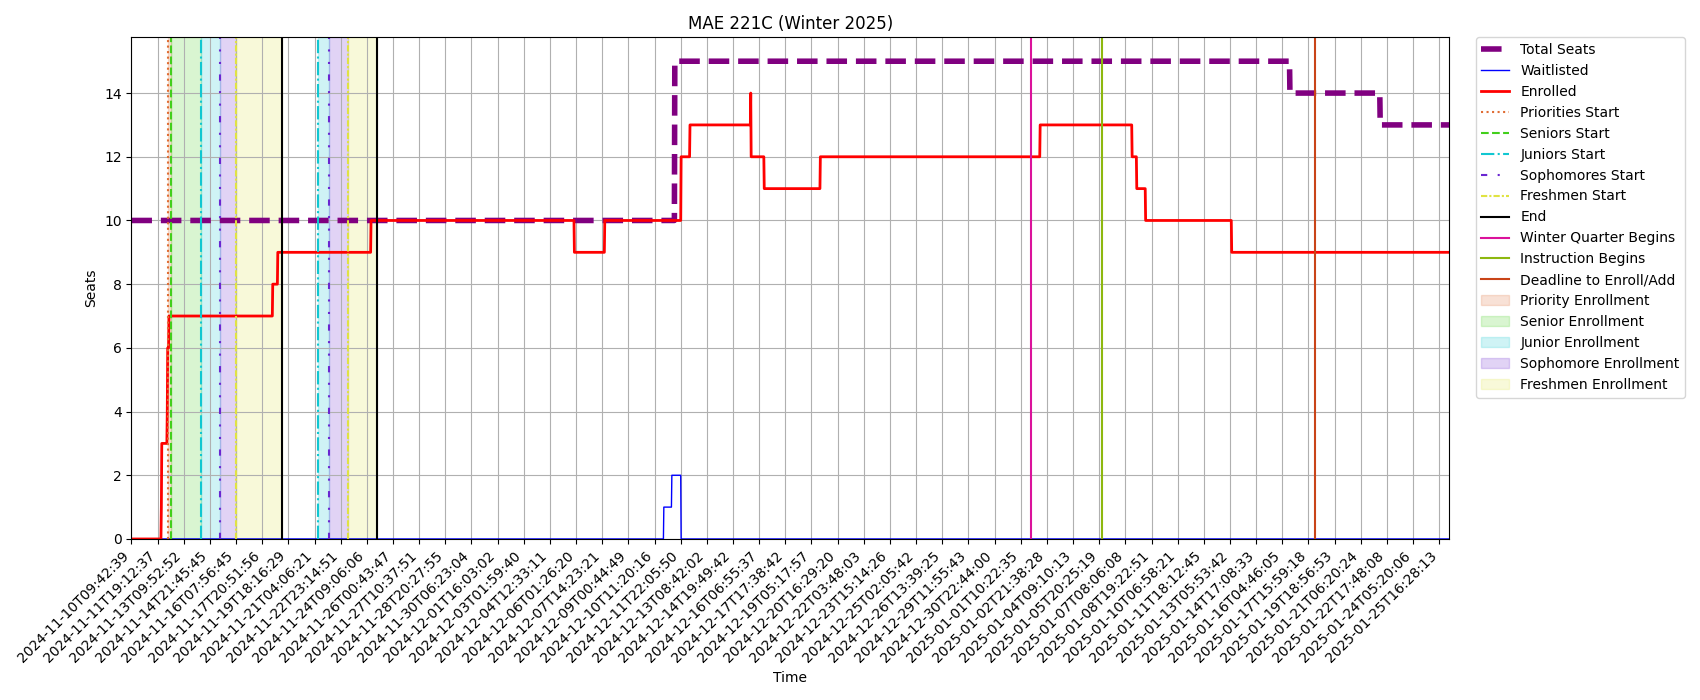 MAE 221C (Winter 2025)
Seats
14
12
10
8
6
4
2
0
2024-11-10T09:42:39
2024-11-11T19:12:37
2024-11-13T09:52:52
2024-11-14T21:45:45
2024-11-16T07:56:45
2024-11-17T20:51:56
2024-11-19T18:16:29
2024-11-21T04:06:21
2024-11-22T23:14:51
2024-11-24T09:06:06
2024-11-26T00:43:47
2024-11-27T10:37:51
2024-11-28T20:27:55
2024-11-30T06:23:04
2024-12-01T16:03:02
2024-12-03T01:59:40
2024-12-04T12:33:11
2024-12-06T01:26:20
2024-12-07T14:23:21
2024-12-09T00:44:49
2024-12-10T11:20:16
2024-12-11T22:05:50
2024-12-13T08:42:02
2024-12-14T19:49:42
2024-12-16T06:55:37
2024-12-17T17:38:42
2024-12-19T05:17:57
2024-12-20T16:29:20
2024-12-22T03:48:03
2024-12-23T15:14:26
2024-12-25T02:05:42
2024-12-26T13:39:25
2024-12-29T11:55:43
2024-12-30T22:44:00
2025-01-01T10:22:35
2025-01-02T21:38:28
2025-01-04T09:10:13
2025-01-05T20:25:19
2025-01-07T08:06:08
2025-01-08T19:22:51
2025-01-10T06:58:21
2025-01-11T18:12:45
2025-01-13T05:53:42
2025-01-14T17:08:33
2025-01-16T04:46:05
2025-01-17T15:59:18
2025-01-19T18:56:53
2025-01-21T06:20:24
2025-01-22T17:48:08
2025-01-24T05:20:06
2025-01-25T16:28:13
Time
Total Seats
Waitlisted
Enrolled
Priorities Start
Seniors Start
Juniors Start
Sophomores Start
Freshmen Start
End
Winter Quarter Begins
Instruction Begins
Deadline to Enroll/Add
Priority Enrollment
Senior Enrollment
Junior Enrollment
Sophomore Enrollment
Freshmen Enrollment